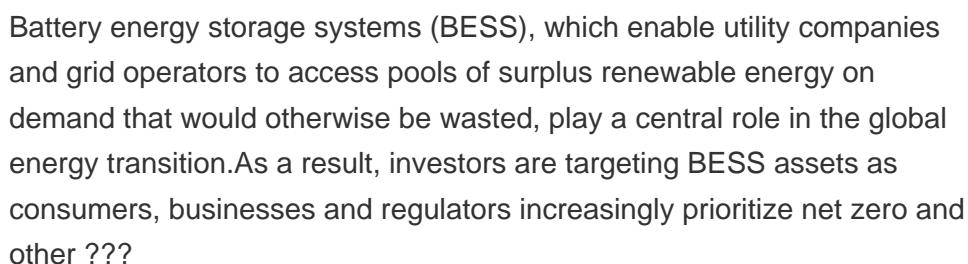 Battery energy storage systems (BESS), which enable utility companies
and grid operators to access pools of surplus renewable energy on
demand that would otherwise be wasted, play a central role in the global
energy transition.As a result, investors are targeting BESS assets as
consumers, businesses and regulators increasingly prioritize net zero and
other ???